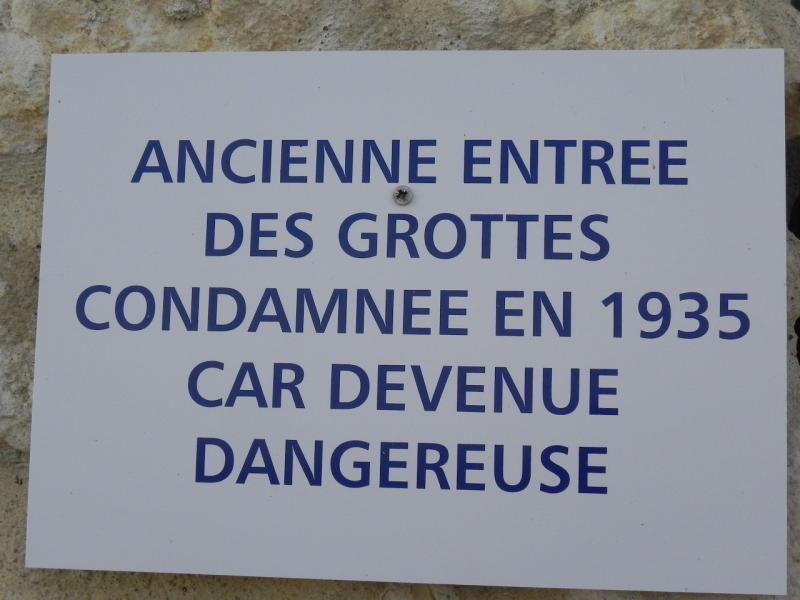 ANCIENNE ENTREE
DES GROTTES
CONDAMNEE EN 1935
CAR DEVENUE
DANGEREUSE